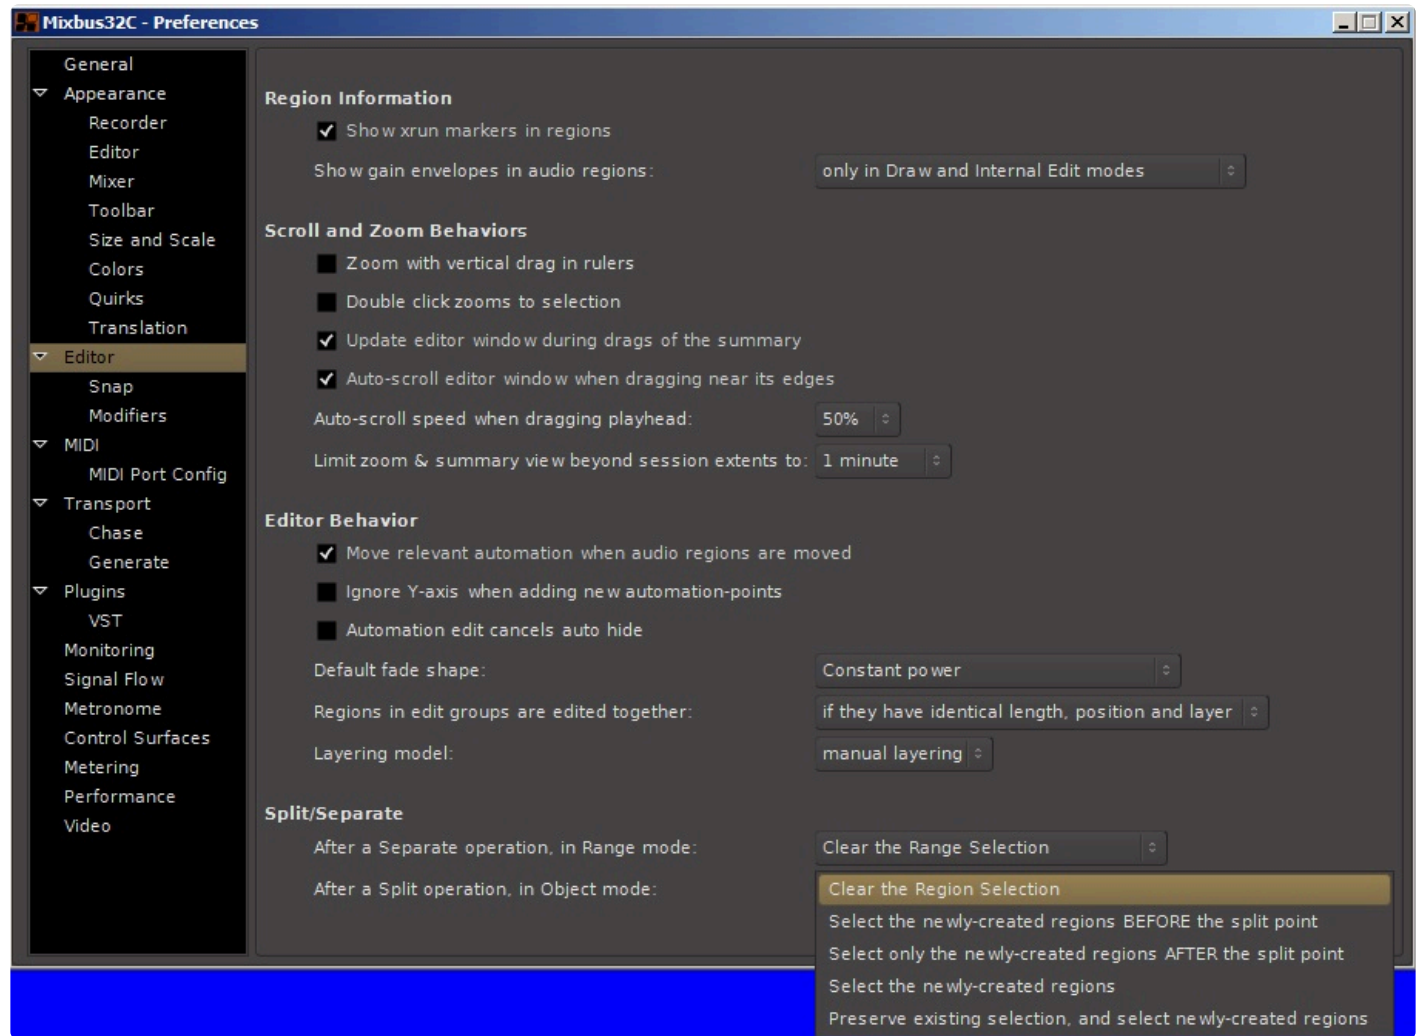 Mixbus32C - Preferences
General
Appearance
Recorder
Editor
Mixer
Toolbar
Size and Scale
Colors
Quirks
Translation
Editor
Snap
Modifiers
MIDI
MIDI Port Config
Transport
Chase
Generate
Plugins
VST
Monitoring
Signal Flow
Metronome
Control Surfaces
Metering
Performance
Video
Region Information
Show xrun markers in regions
Show gain envelopes in audio regions: only in Draw and Internal Edit modes
Scroll and Zoom Behaviors
Zoom with vertical drag in rulers
Double click zooms to selection
Update editor window during drags of the summary
Auto-scroll editor window when dragging near its edges
Auto-scroll speed when dragging playhead: 50%
Limit zoom & summary view beyond session extents to: 1 minute
Editor Behavior
Move relevant automation when audio regions are moved
Ignore Y-axis when adding new automation-points
Automation edit cancels auto hide
Default fade shape: Constant power
Regions in edit groups are edited together: if they have identical length, position and layer
Layering model: manual layering
Split/Separate
After a Separate operation, in Range mode: Clear the Range Selection
After a Split operation, in Object mode: Clear the Region Selection
Select the newly-created regions BEFORE the split point
Select only the newly-created regions AFTER the split point
Select the newly-created regions
Preserve existing selection, and select newly-created regions